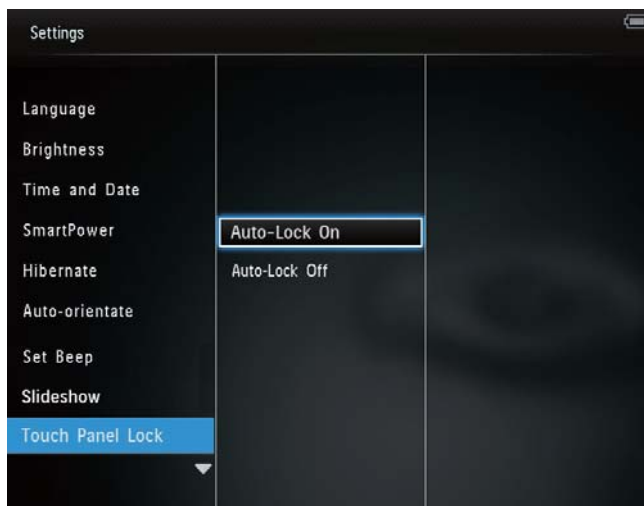 Settings
Language
Brightness
Time and Date
SmartPower
Auto-Lock On
Hibernate
Auto-Lock Off
Auto-orientate
Set Beep
Slideshow
Touch Panel Lock